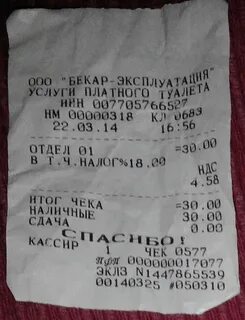 ООО "БЕКАР-ЭКСПЛУАТАЦИЯ"
УСЛУГИ ПЛАТНОГО ТУАЛЕТА
ИНН 007705766527
НМ 00000318 КЛ 0683
22.03.14 16:56
ОТДЕЛ 01 =30.00
В Т.Ч.НАЛОГ%18.00
НДС
4.58
ИТОГ ЧЕКА =30.00
НАЛИЧНЫЕ 30.00
СДАЧА 0.00
СПАСИБО!
КАССИР 1 ЧЕК 0577
ПФП 000000017077
ЭКЛЗ N1447865539
00140325 #050310